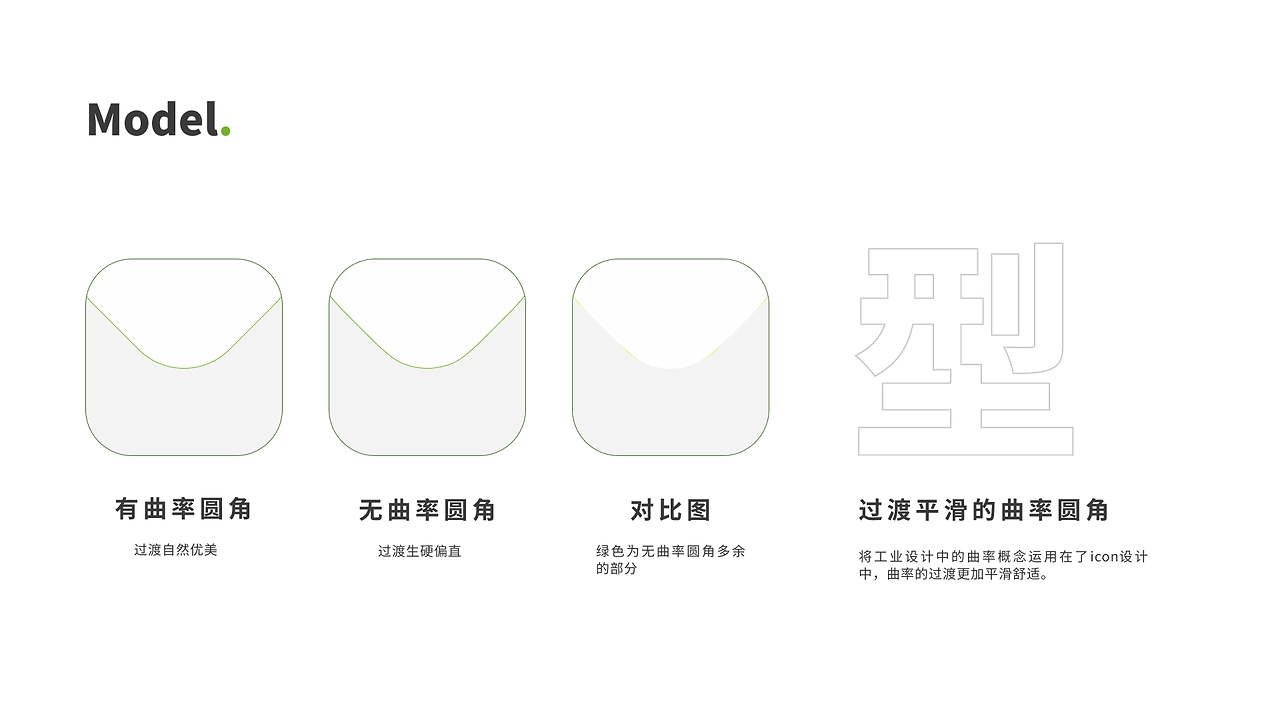 Model.
型
有曲率圆角
过渡自然优美
无曲率圆角
过渡生硬偏直
对比图
绿色为无曲率圆角多余
的部分
过渡平滑的曲率圆角
将工业设计中的曲率概念运用在了icon设计
中，曲率的过渡更加平滑舒适。